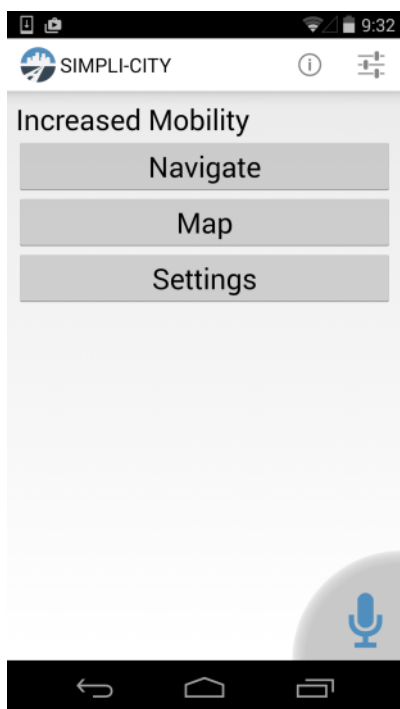 9:32
SIMPLI-CITY
Increased Mobility
Navigate
Map
Settings